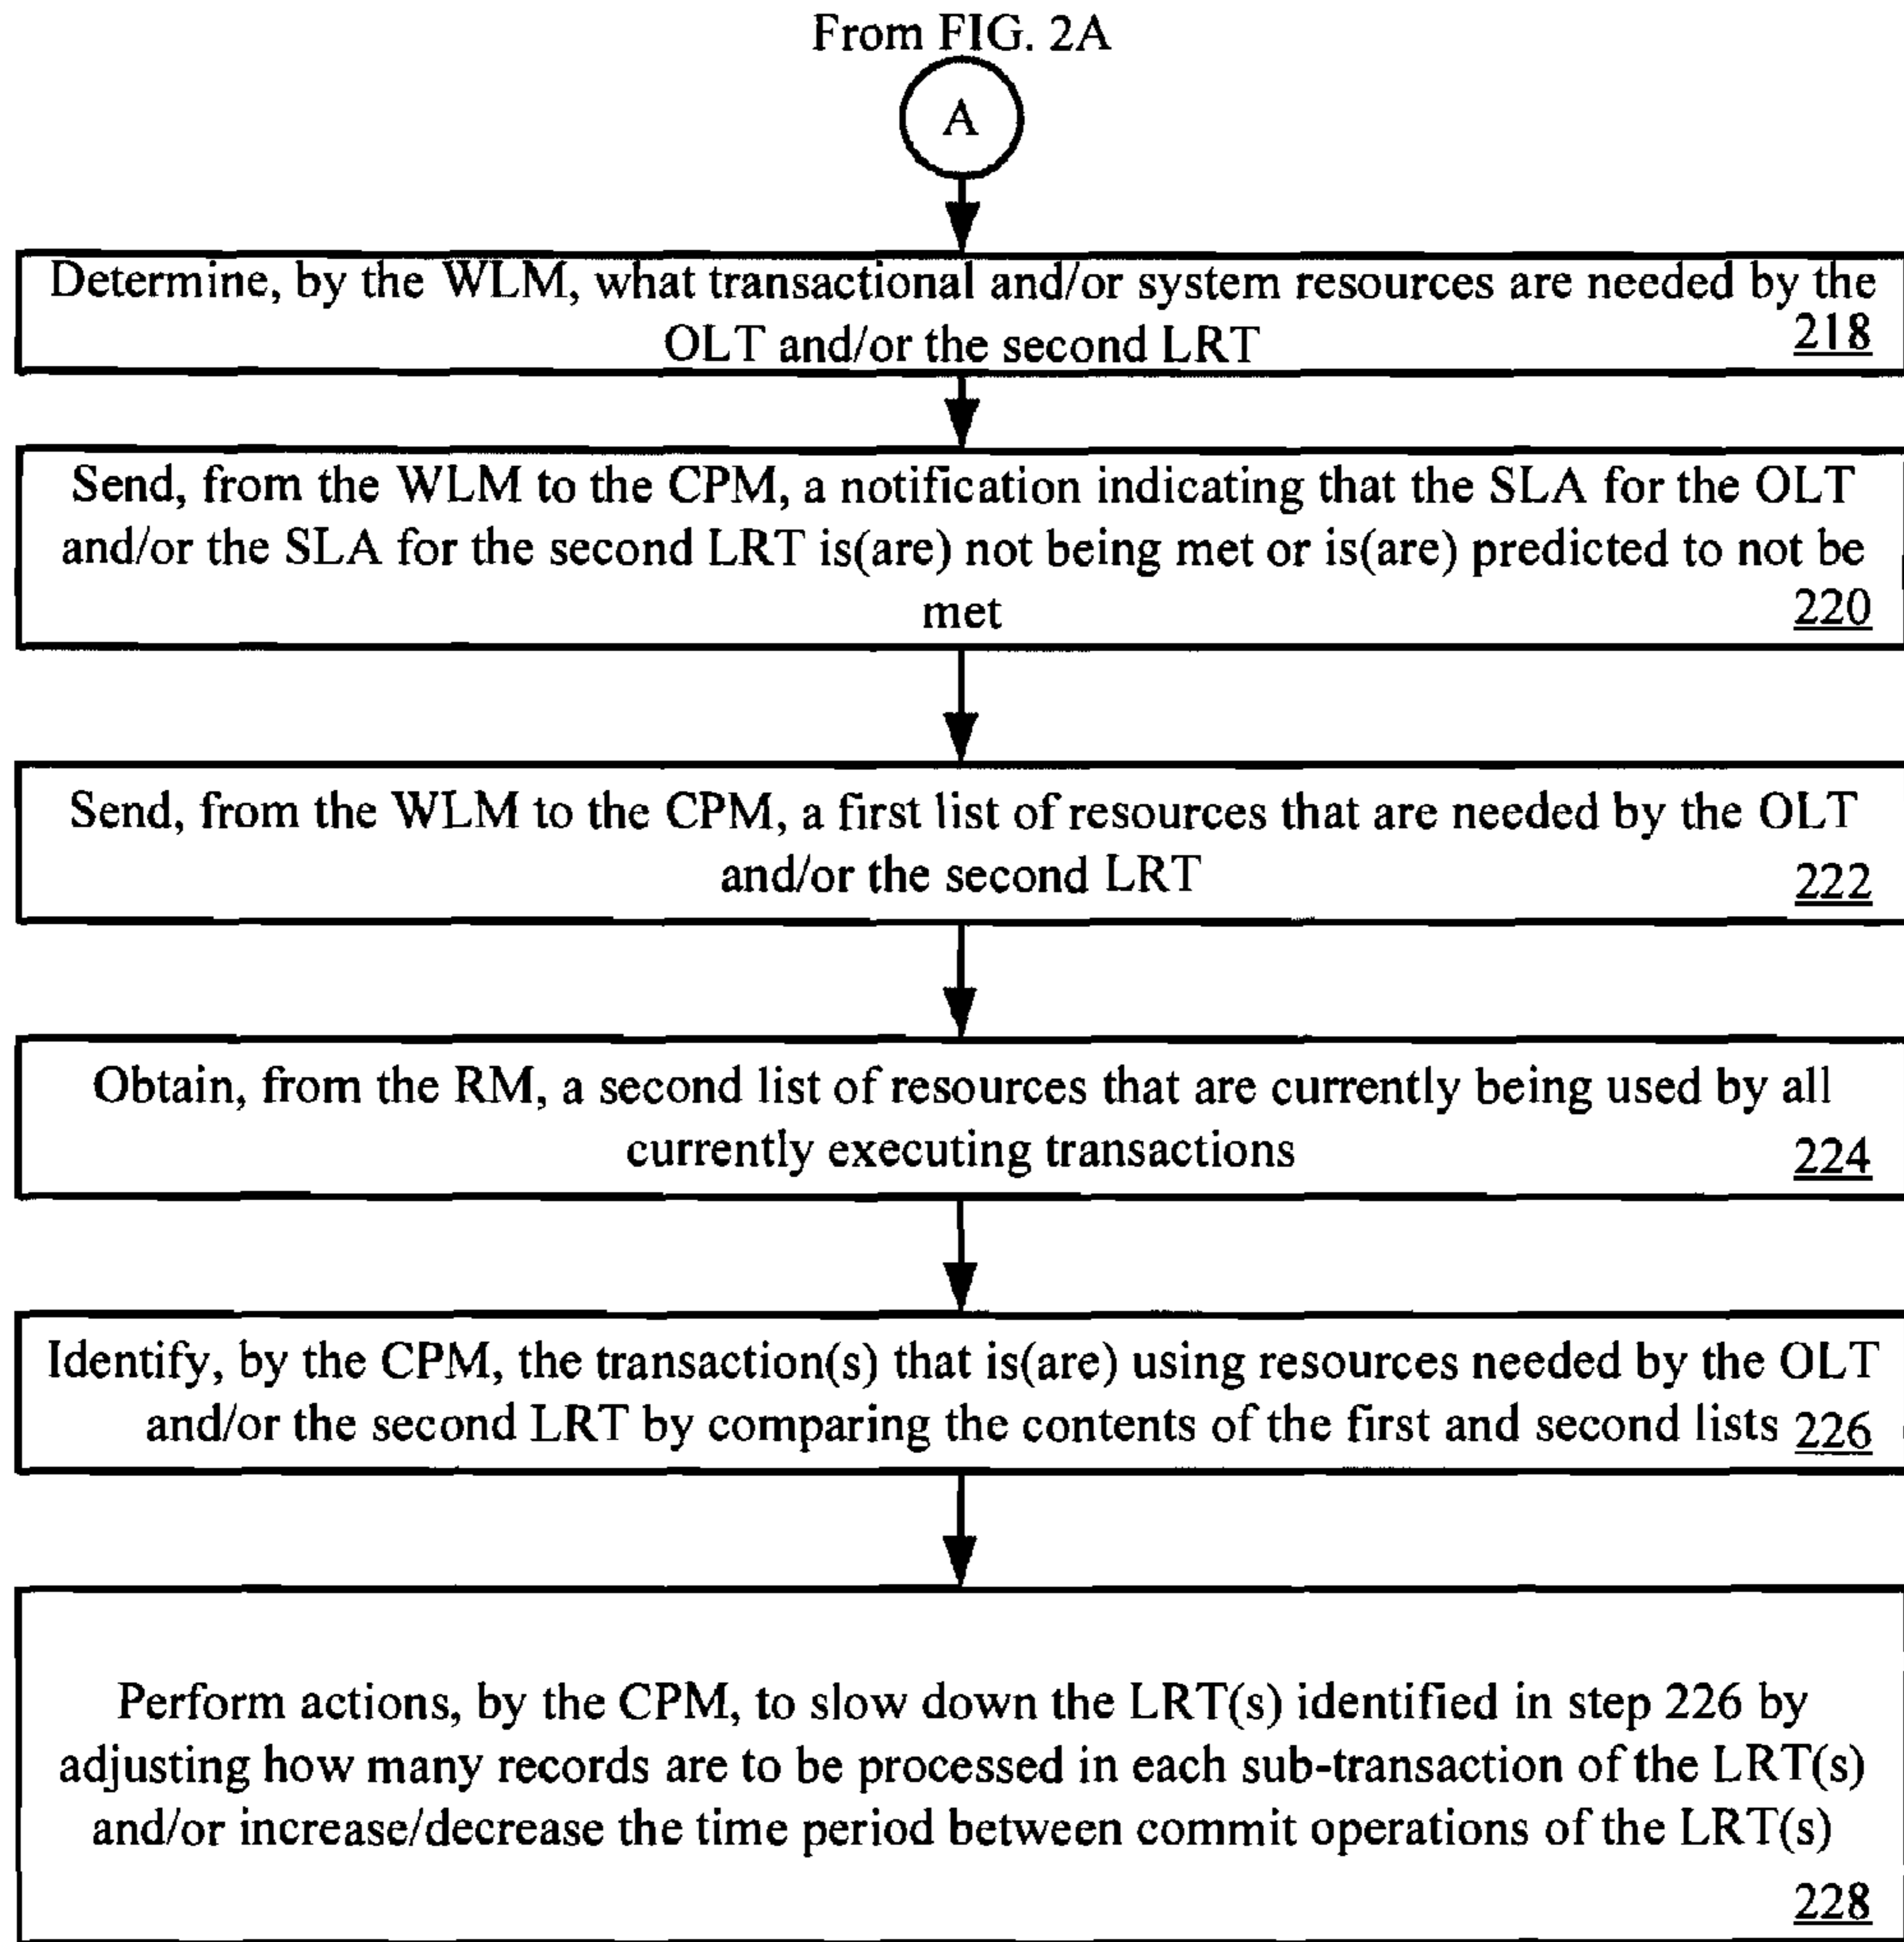 From FIG. 2A
A
Determine, by the WLM, what transactional and/or system resources are needed by the
OLT and/or the second LRT
218
Send, from the WLM to the CPM, a notification indicating that the SLA for the OLT
and/or the SLA for the second LRT is(are) not being met or is(are) predicted to not be
met
220
Send, from the WLM to the CPM, a first list of resources that are needed by the OLT
and/or the second LRT
222
Obtain, from the RM, a second list of resources that are currently being used by all
currently executing transactions
224
Identify, by the CPM, the transaction(s) that is(are) using resources needed by the OLT
and/or the second LRT by comparing the contents of the first and second lists 226
Perform actions, by the CPM, to slow down the LRT(s) identified in step 226 by
adjusting how many records are to be processed in each sub-transaction of the LRT(s)
and/or increase/decrease the time period between commit operations of the LRT(s)
228